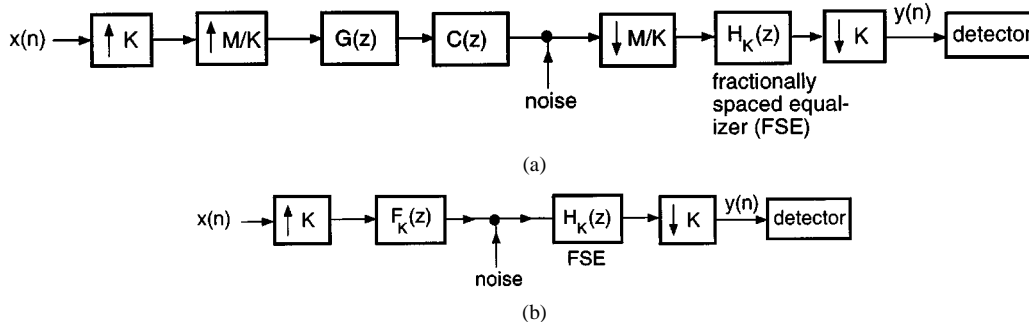 x(n) ↑ K ↑ M/K G(z) C(z) ↓ M/K H_K(z) ↓ K y(n) detector
noise
fractionally
spaced equal-
izer (FSE)
(a)
x(n) ↑ K F_K(z) H_K(z) ↓ K y(n) detector
noise
FSE
(b)